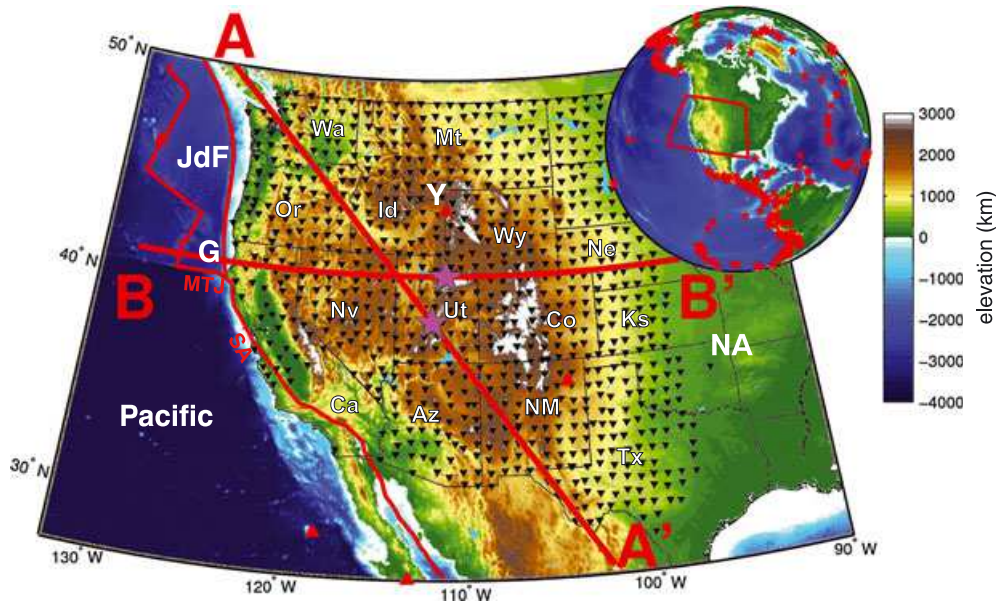 50° N
A
Wa
Mt
3000
JdF
Y
2000
Or
Id
1000
Wy
G
Ne
0
40° N
MTJ
−1000
B
B'
Nv
Ut
Co
Ks
−2000
SA
NA
−3000
Ca
−4000
Pacific
Az
NM
elevation (km)
30° N
Tx
A'
130° W
90° W
120° W
100° W
110° W